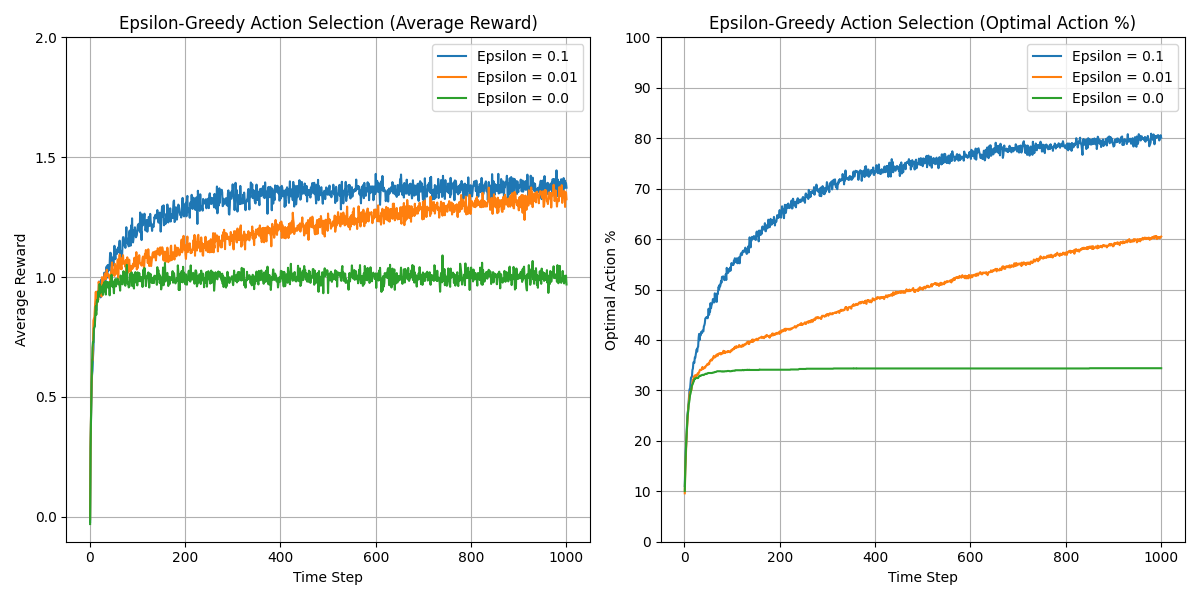 Epsilon-Greedy Action Selection (Average Reward)
2.0
1.5
1.0
0.5
0.0
Average Reward
0
200
400
600
800
1000
Time Step
Epsilon = 0.1
Epsilon = 0.01
Epsilon = 0.0
Epsilon-Greedy Action Selection (Optimal Action %)
100
90
80
70
60
50
40
30
20
10
0
Optimal Action %
0
200
400
600
800
1000
Time Step
Epsilon = 0.1
Epsilon = 0.01
Epsilon = 0.0